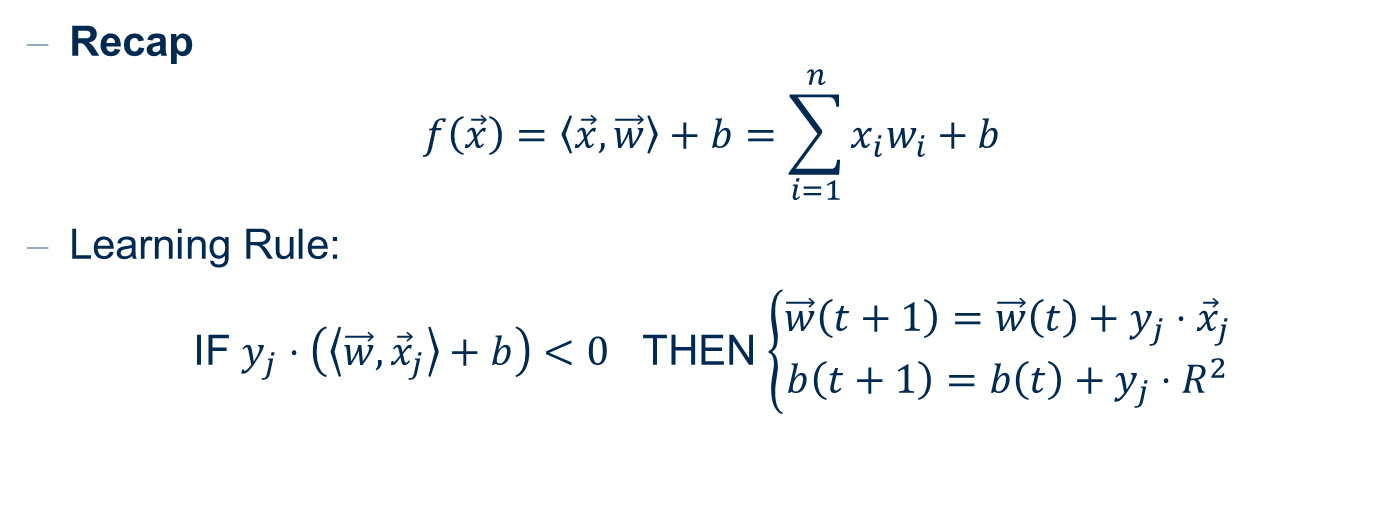 – Recap
f(x⃗) = ⟨x⃗, w⃗⟩ + b = ∑_{i=1}^{n} x_i w_i + b
– Learning Rule:
IF y_j · (⟨w⃗, x⃗_j⟩ + b) < 0 THEN { w⃗(t + 1) = w⃗(t) + y_j · x⃗_j
b(t + 1) = b(t) + y_j · R²